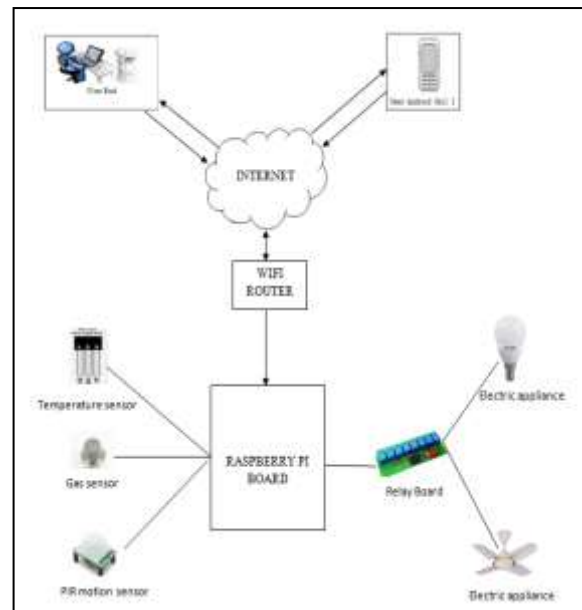 INTERNET
WIFI
ROUTER
Temperature sensor
Gas sensor
PIR motion sensor
RASPBERRY PI
BOARD
Relay Board
Electric appliance
Electric appliance